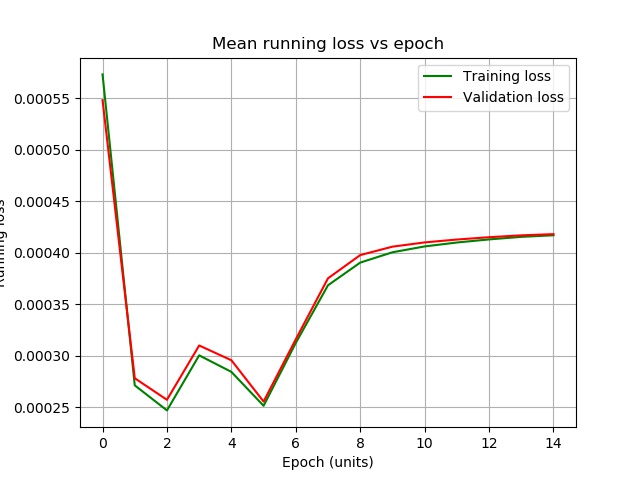 Mean running loss vs epoch
Training loss
Validation loss
0.00055
0.00050
0.00045
0.00040
0.00035
0.00030
0.00025
Running loss
0 2 4 6 8 10 12 14
Epoch (units)